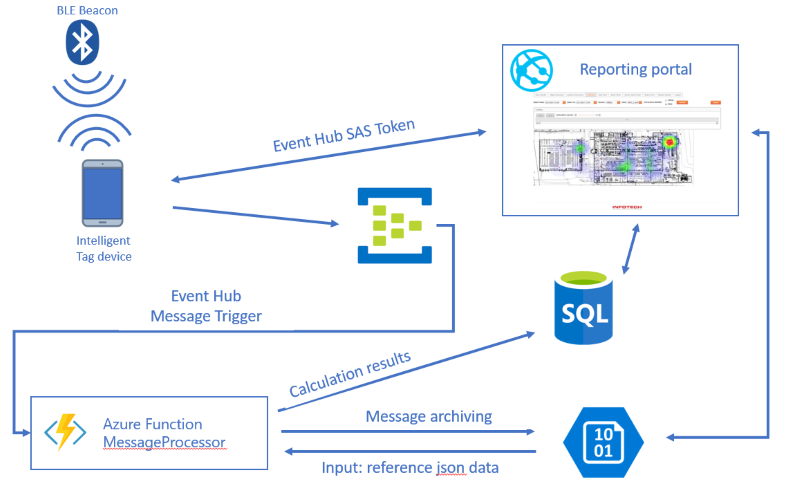 BLE Beacon
Reporting portal
Event Hub SAS Token
INFOTECH
Intelligent
Tag device
Event Hub
Message Trigger
SQL
Calculation results
Azure Function
MessageProcessor
Message archiving
10
01
Input: reference json data